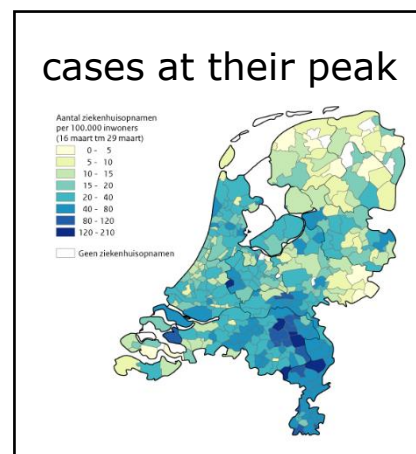 cases at their peak
Aantal ziekenhuisopnamen
per 100.000 inwoners
(16 maart tm 29 maart)
0 - 5
5 - 10
10 - 15
15 - 20
20 - 40
40 - 80
80 - 120
120 - 210
Geen ziekenhuisopnamen